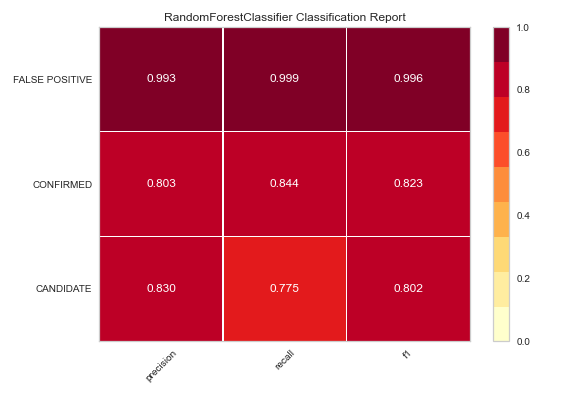 RandomForestClassifier Classification Report
FALSE POSITIVE 0.993 0.999 0.996
CONFIRMED 0.803 0.844 0.823
CANDIDATE 0.830 0.775 0.802
precision recall f1
1.0
0.8
0.6
0.4
0.2
0.0